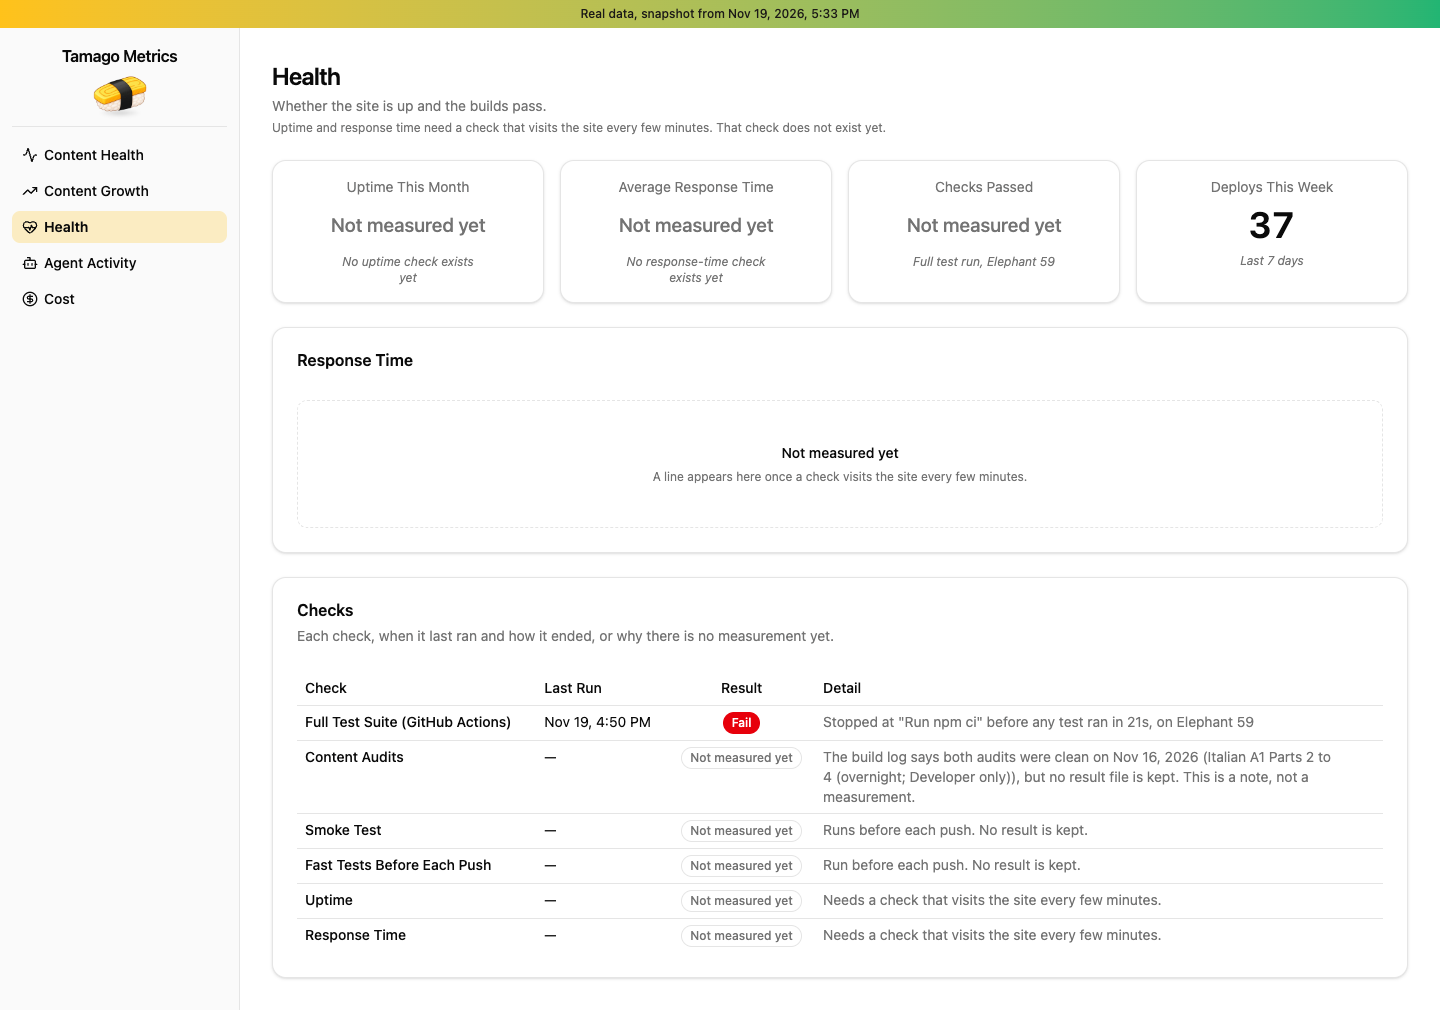 Real data, snapshot from Nov 19, 2026, 5:33 PM
Tamago Metrics
Content Health
Content Growth
Health
Agent Activity
Cost
Health
Whether the site is up and the builds pass.
Uptime and response time need a check that visits the site every few minutes. That check does not exist yet.
Uptime This Month
Not measured yet
No uptime check exists
yet
Average Response Time
Not measured yet
No response-time check
exists yet
Checks Passed
Not measured yet
Full test run, Elephant 59
Deploys This Week
37
Last 7 days
Response Time
Not measured yet
A line appears here once a check visits the site every few minutes.
Checks
Each check, when it last ran and how it ended, or why there is no measurement yet.
Check Last Run Result Detail
Full Test Suite (GitHub Actions) Nov 19, 4:50 PM Fail Stopped at "Run npm ci" before any test ran in 21s, on Elephant 59
Content Audits — Not measured yet The build log says both audits were clean on Nov 16, 2026 (Italian A1 Parts 2 to
4 (overnight; Developer only)), but no result file is kept. This is a note, not a
measurement.
Smoke Test — Not measured yet Runs before each push. No result is kept.
Fast Tests Before Each Push — Not measured yet Run before each push. No result is kept.
Uptime — Not measured yet Needs a check that visits the site every few minutes.
Response Time — Not measured yet Needs a check that visits the site every few minutes.